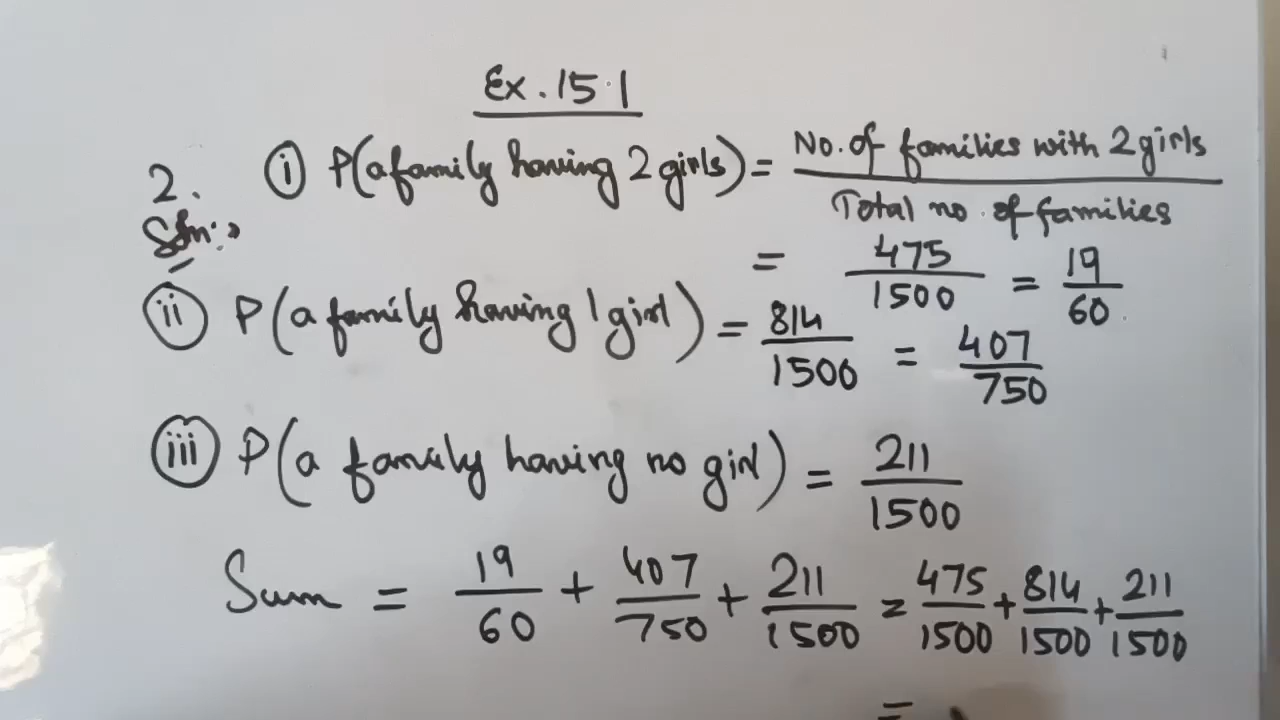 Ex. 15.1
2. (i) P(a family having 2 girls) = No. of families with 2 girls / Total no. of families
Soln:→
= 475/1500 = 19/60
(ii) P(a family having 1 girl) = 814/1500 = 407/750
(iii) P(a family having no girl) = 211/1500
Sum = 19/60 + 407/750 + 211/1500 = 475/1500 + 814/1500 + 211/1500
=